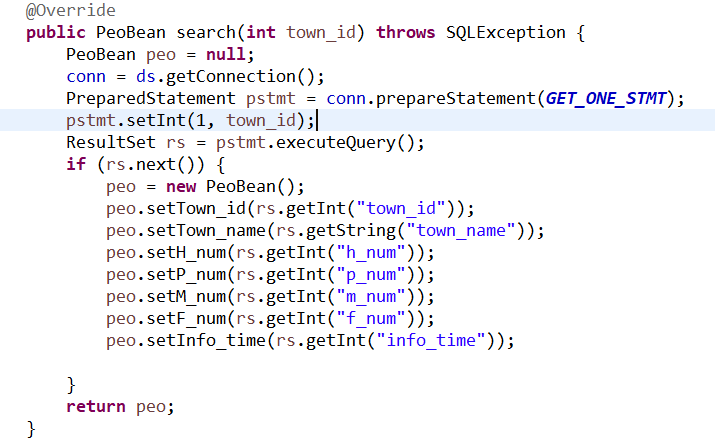 @Override
public PeoBean search(int town_id) throws SQLException {
PeoBean peo = null;
conn = ds.getConnection();
PreparedStatement pstmt = conn.prepareStatement(GET_ONE_STMT);
pstmt.setInt(1, town_id);
ResultSet rs = pstmt.executeQuery();
if (rs.next()) {
peo = new PeoBean();
peo.setTown_id(rs.getInt("town_id"));
peo.setTown_name(rs.getString("town_name"));
peo.setH_num(rs.getInt("h_num"));
peo.setP_num(rs.getInt("p_num"));
peo.setM_num(rs.getInt("m_num"));
peo.setF_num(rs.getInt("f_num"));
peo.setInfo_time(rs.getInt("info_time"));
}
return peo;
}